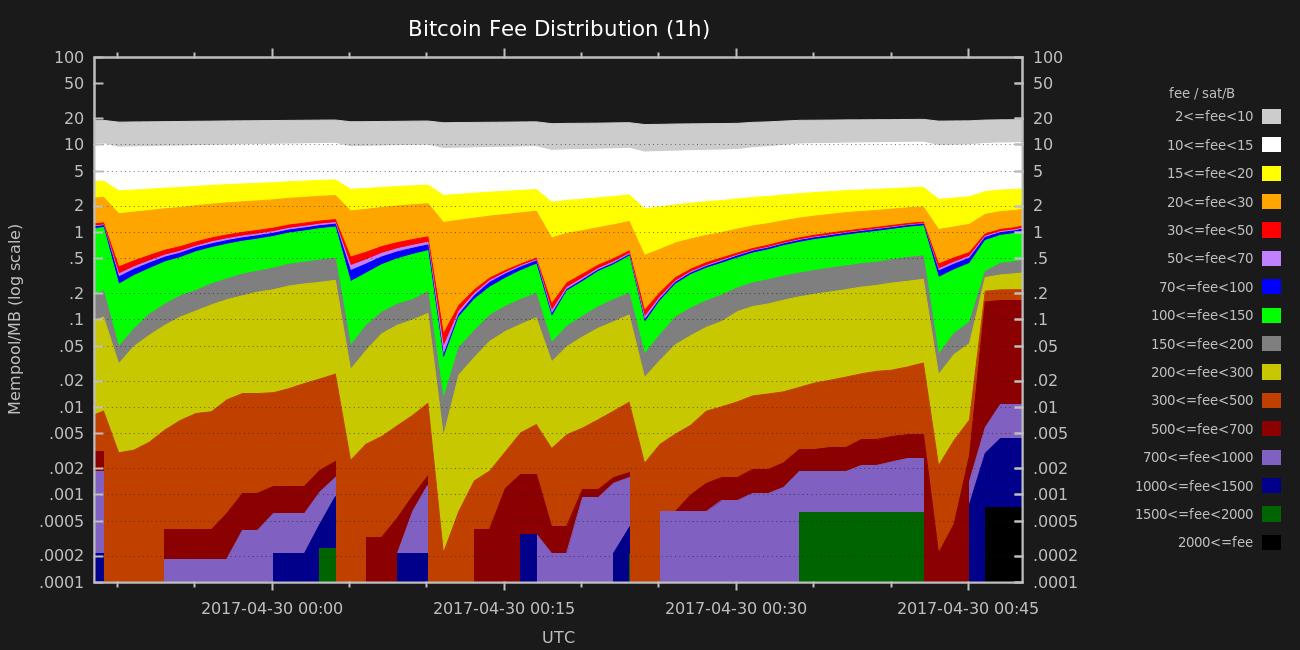 Bitcoin Fee Distribution (1h)
Mempool/MB (log scale)
100
50
20
10
5
2
1
.5
.2
.1
.05
.02
.01
.005
.002
.001
.0005
.0002
.0001
100
50
20
10
5
2
1
.5
.2
.1
.05
.02
.01
.005
.002
.001
.0005
.0002
.0001
fee / sat/B
2<=fee<10
10<=fee<15
15<=fee<20
20<=fee<30
30<=fee<50
50<=fee<70
70<=fee<100
100<=fee<150
150<=fee<200
200<=fee<300
300<=fee<500
500<=fee<700
700<=fee<1000
1000<=fee<1500
1500<=fee<2000
2000<=fee
2017-04-30 00:00 2017-04-30 00:15 2017-04-30 00:30 2017-04-30 00:45
UTC